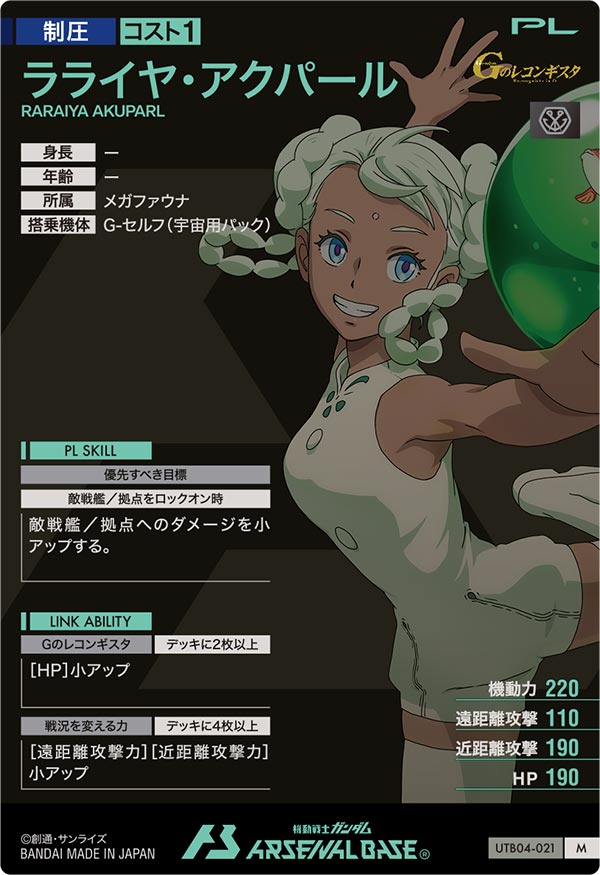 制圧 コスト1 PL
ララィヤ・アクパール
RARAIYA AKUPARL
Gのレコンギスタ
身長 ー
年齢 ー
所属 メガファウナ
搭乗機体 G-セルフ(宇宙用パック)
PL SKILL
優先すべき目標
敵戦艦/拠点をロックオン時
敵戦艦/拠点へのダメージを小
アップする。
LINK ABILITY
Gのレコンギスタ デッキに2枚以上
[HP]小アップ
戦況を変える力 デッキに4枚以上
[遠距離攻撃力][近距離攻撃力]
小アップ
機動力 220
遠距離攻撃 110
近距離攻撃 190
HP 190
©創通・サンライズ
BANDAI MADE IN JAPAN
機動戦士ガンダム
ARSENAL BASE®
UTB04-021 M